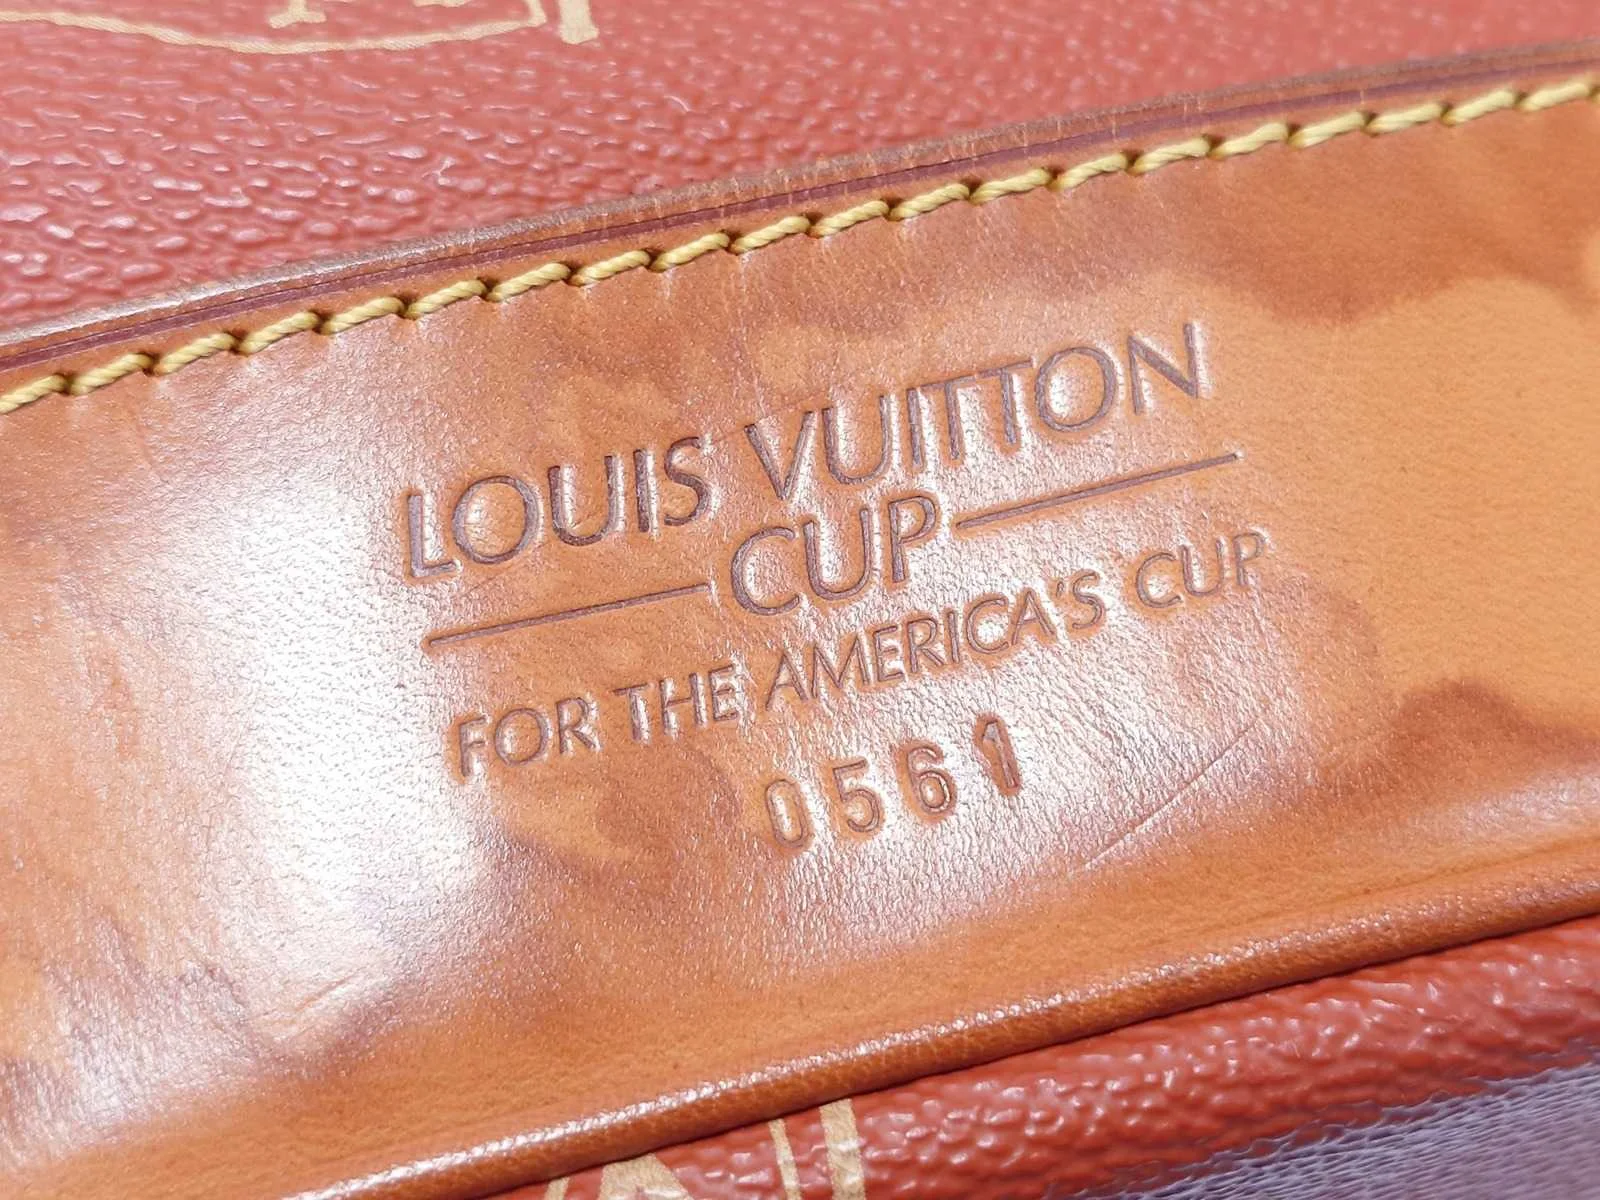 LOUIS VUITTON
CUP
FOR THE AMERICA'S CUP
0561